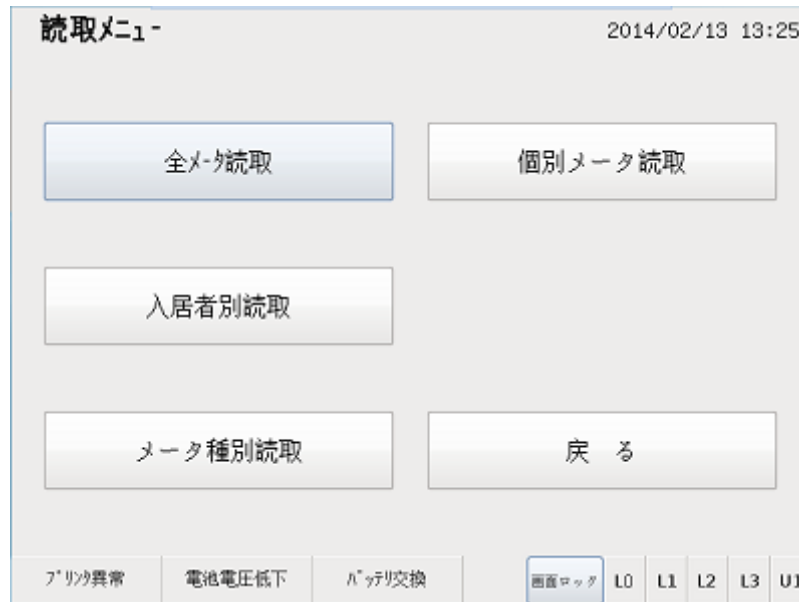 読取ﾒﾆｭｰ 2014/02/13 13:25
全ﾒｰﾀ読取 個別メータ読取
入居者別読取
メータ種別読取 戻 る
ﾌﾟﾘﾝﾀ異常 電池電圧低下 ﾊﾞｯﾃﾘ交換 画面ロック L0 L1 L2 L3 U1